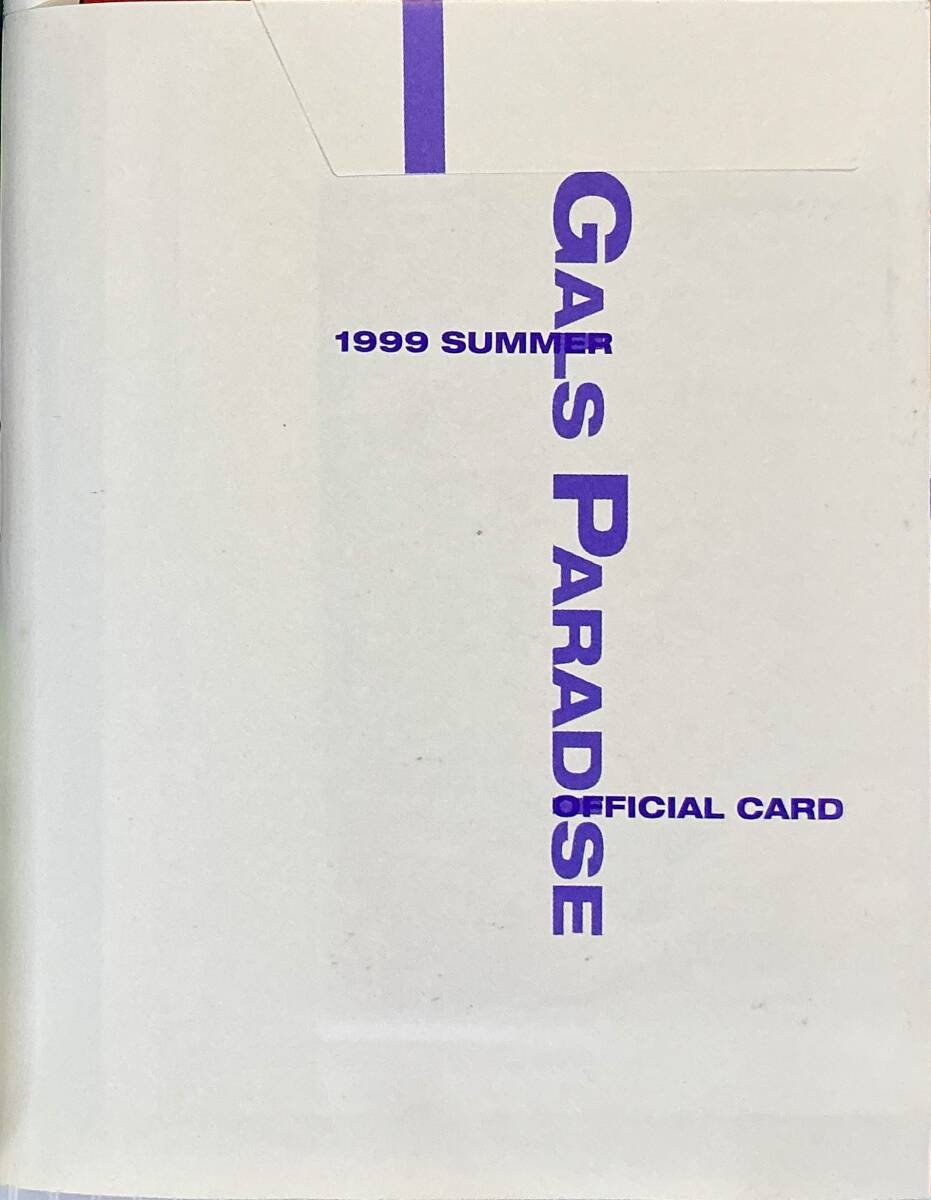 GALS PARADISE
1999 SUMMER
OFFICIAL CARD